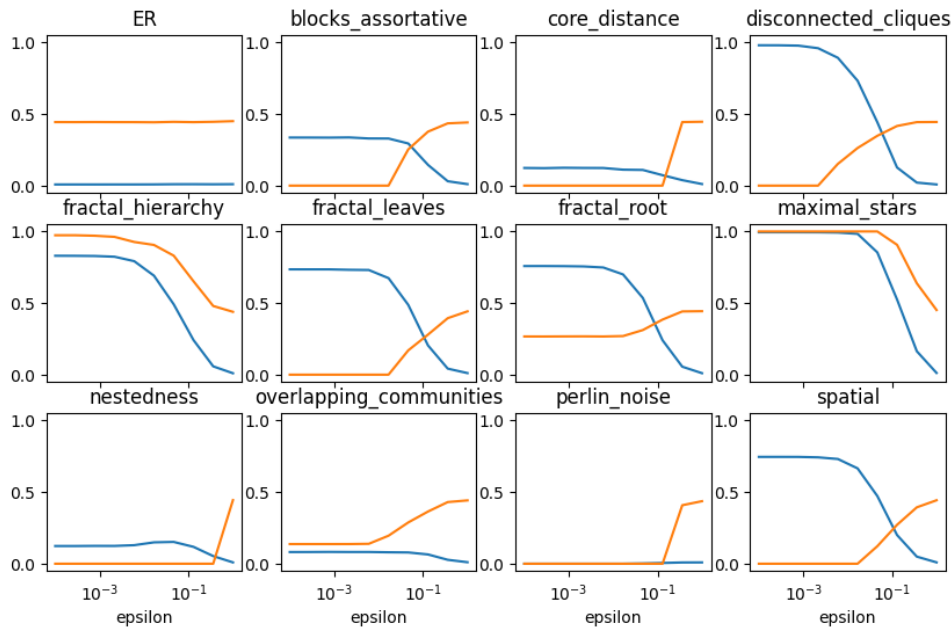 ER blocks_assortative core_distance disconnected_cliques
1.0 1.0 1.0 1.0
0.5 0.5 0.5 0.5
0.0 0.0 0.0 0.0
fractal_hierarchy fractal_leaves fractal_root maximal_stars
1.0 1.0 1.0 1.0
0.5 0.5 0.5 0.5
0.0 0.0 0.0 0.0
nestedness overlapping_communities perlin_noise spatial
1.0 1.0 1.0 1.0
0.5 0.5 0.5 0.5
0.0 0.0 0.0 0.0
10⁻³ 10⁻¹ 10⁻³ 10⁻¹ 10⁻³ 10⁻¹ 10⁻³ 10⁻¹
epsilon epsilon epsilon epsilon